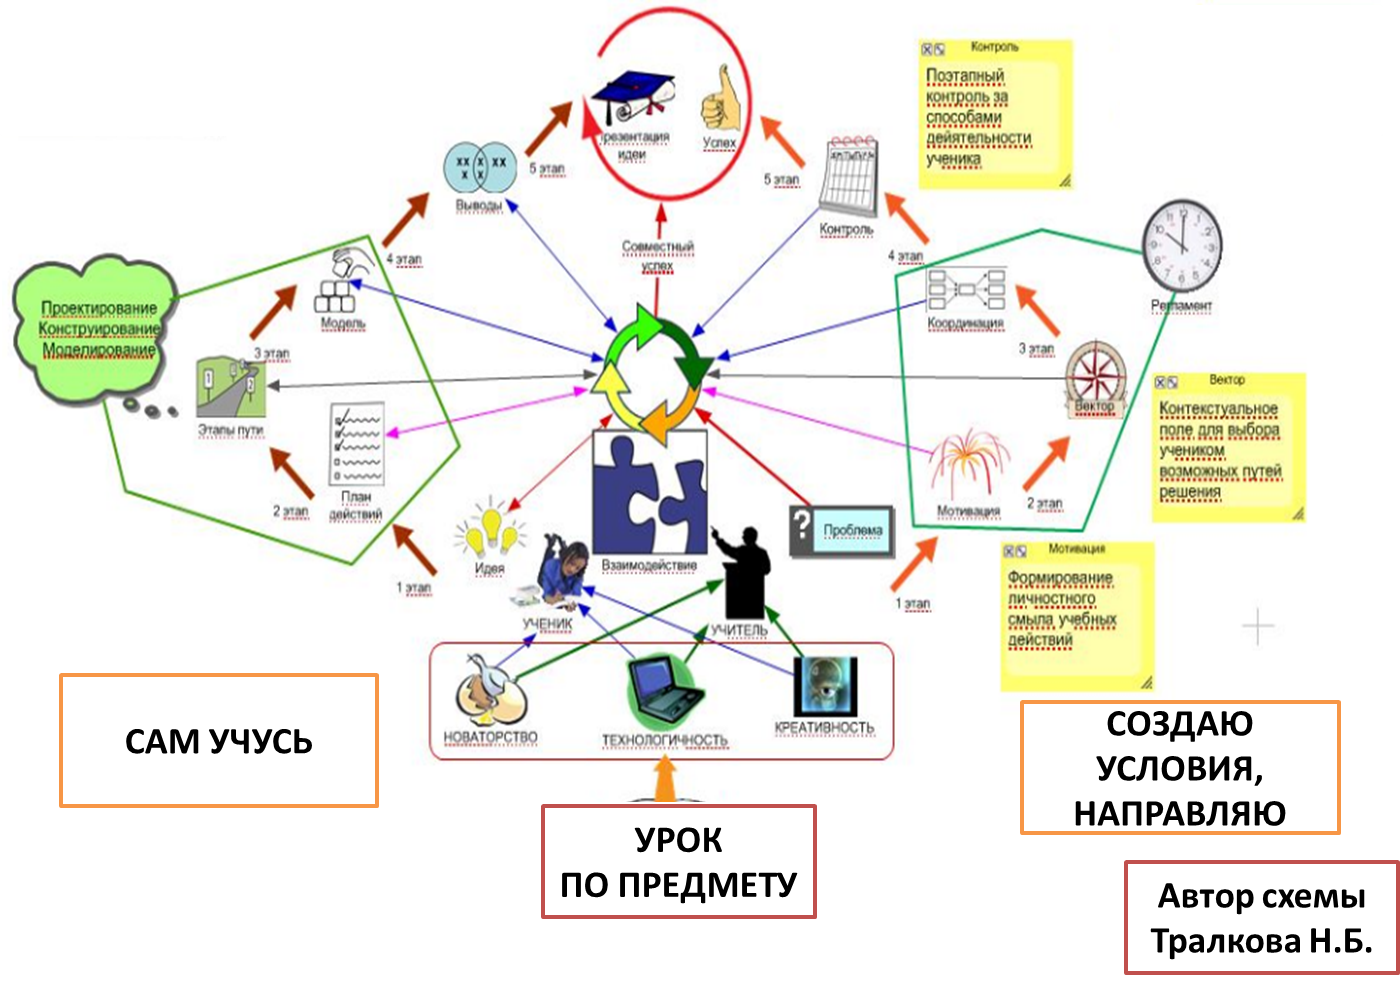 Контроль
Поэтапный
контроль за
способами
дейятельности
ученика
презентация
идеи
Успех
5 этап
5 этап
Выводы
Контроль
4 этап
4 этап
Совместный
успех
Проектирование
Конструирование
Моделирование
Модель
Координация
Регламент
3 этап
3 этап
Этапы пути
Вектор
Вектор
Контекстуальное
поле для выбора
учеником
возможных путей
решения
План
действий
2 этап
Мотивация
2 этап
Проблема
Идея
Взаимодействие
1 этап
1 этап
Мотивация
Формирование
личностного
смыла учебных
действий
УЧЕНИК
УЧИТЕЛЬ
НОВАТОРСТВО
ТЕХНОЛОГИЧНОСТЬ
КРЕАТИВНОСТЬ
САМ УЧУСЬ
СОЗДАЮ
УСЛОВИЯ,
НАПРАВЛЯЮ
УРОК
ПО ПРЕДМЕТУ
Автор схемы
Тралкова Н.Б.